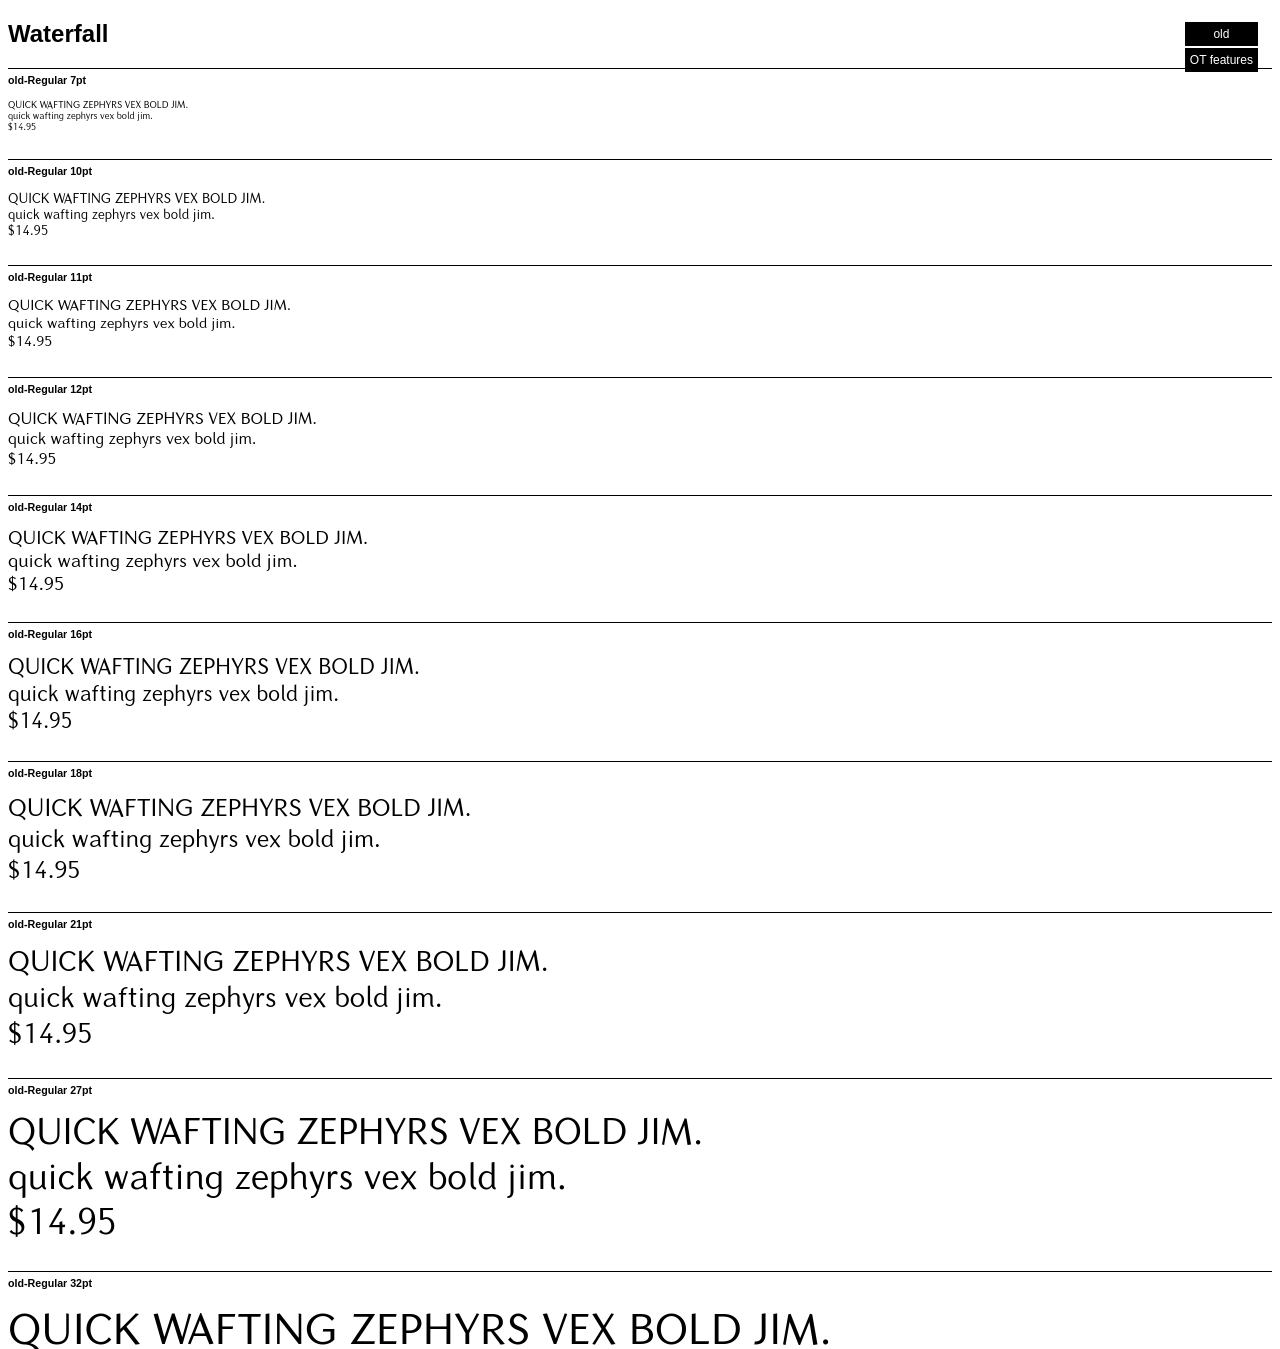 Waterfall
old
OT features
old-Regular 7pt
QUICK WAFTING ZEPHYRS VEX BOLD JIM.
quick wafting zephyrs vex bold jim.
$14.95
old-Regular 10pt
QUICK WAFTING ZEPHYRS VEX BOLD JIM.
quick wafting zephyrs vex bold jim.
$14.95
old-Regular 11pt
QUICK WAFTING ZEPHYRS VEX BOLD JIM.
quick wafting zephyrs vex bold jim.
$14.95
old-Regular 12pt
QUICK WAFTING ZEPHYRS VEX BOLD JIM.
quick wafting zephyrs vex bold jim.
$14.95
old-Regular 14pt
QUICK WAFTING ZEPHYRS VEX BOLD JIM.
quick wafting zephyrs vex bold jim.
$14.95
old-Regular 16pt
QUICK WAFTING ZEPHYRS VEX BOLD JIM.
quick wafting zephyrs vex bold jim.
$14.95
old-Regular 18pt
QUICK WAFTING ZEPHYRS VEX BOLD JIM.
quick wafting zephyrs vex bold jim.
$14.95
old-Regular 21pt
QUICK WAFTING ZEPHYRS VEX BOLD JIM.
quick wafting zephyrs vex bold jim.
$14.95
old-Regular 27pt
QUICK WAFTING ZEPHYRS VEX BOLD JIM.
quick wafting zephyrs vex bold jim.
$14.95
old-Regular 32pt
QUICK WAFTING ZEPHYRS VEX BOLD JIM.